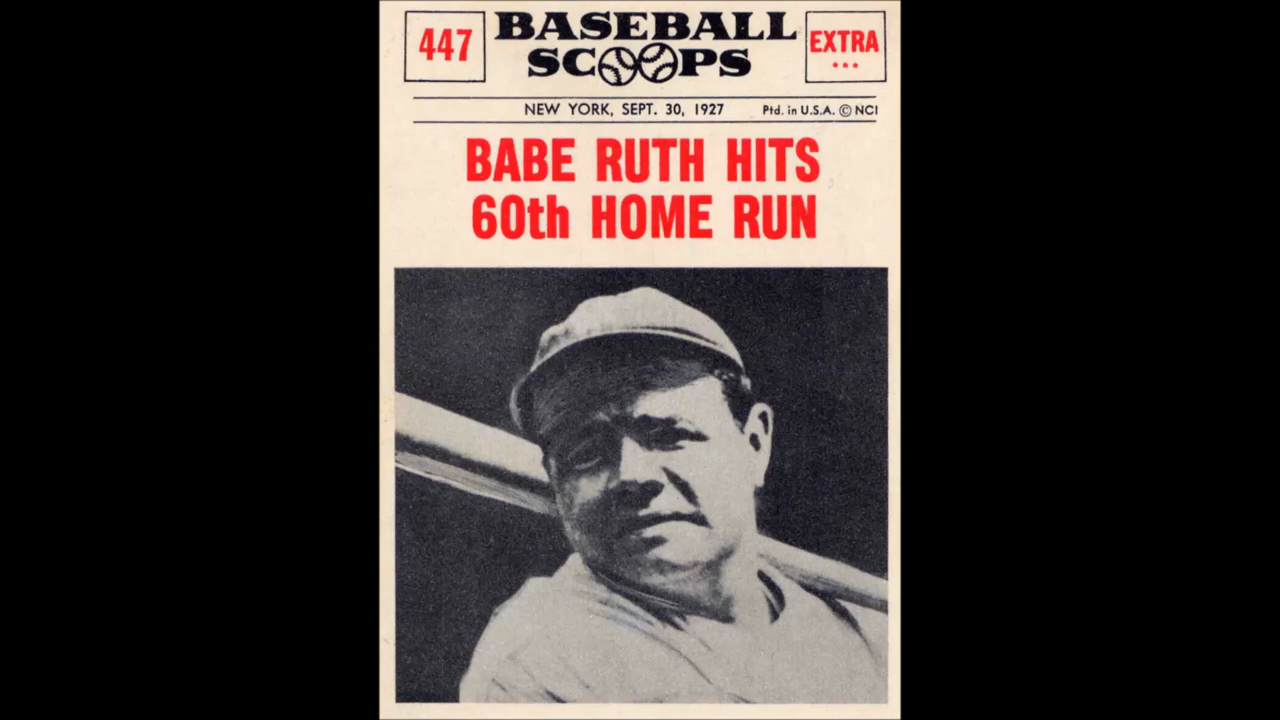 447
BASEBALL
SCOOPS
EXTRA
NEW YORK, SEPT. 30, 1927
Ptd. in U.S.A. © NCI
BABE RUTH HITS
60th HOME RUN